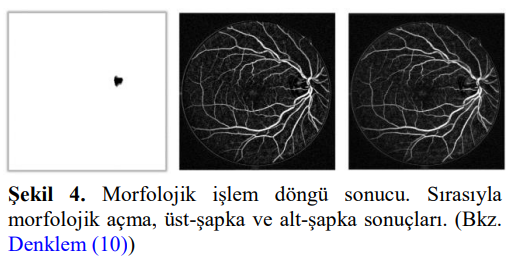 Şekil 4. Morfolojik işlem döngü sonucu. Sırasıyla
morfolojik açma, üst-şapka ve alt-şapka sonuçları. (Bkz.
Denklem (10))